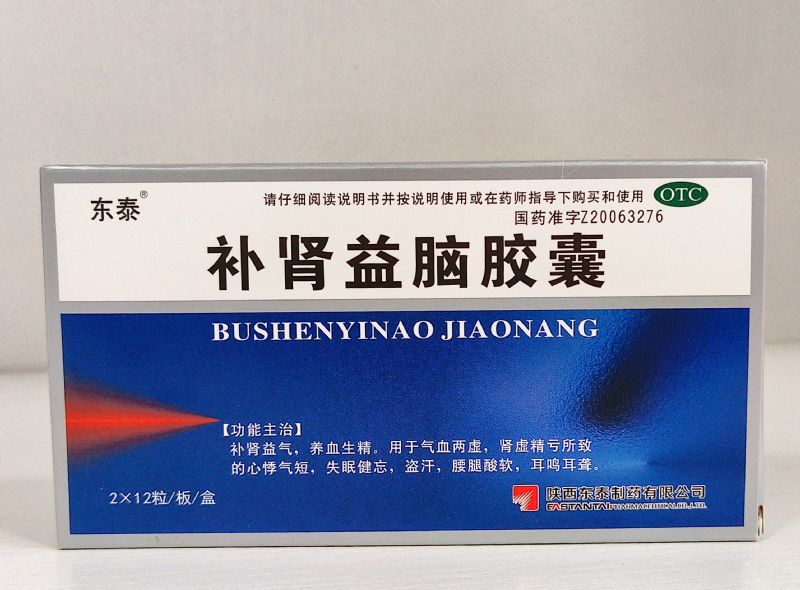 东泰®
请仔细阅读说明书并按说明使用或在药师指导下购买和使用 OTC
国药准字Z20063276
补肾益脑胶囊
BUSHENYINAO JIAONANG
【功能主治】
补肾益气，养血生精。用于气血两虚，肾虚精亏所致
的心悸气短，失眠健忘，盗汗，腰腿酸软，耳鸣耳聋。
2×12粒/板/盒
陕西东泰制药有限公司
EASTANTAI PHARMACEUTICAL CO.,LTD.